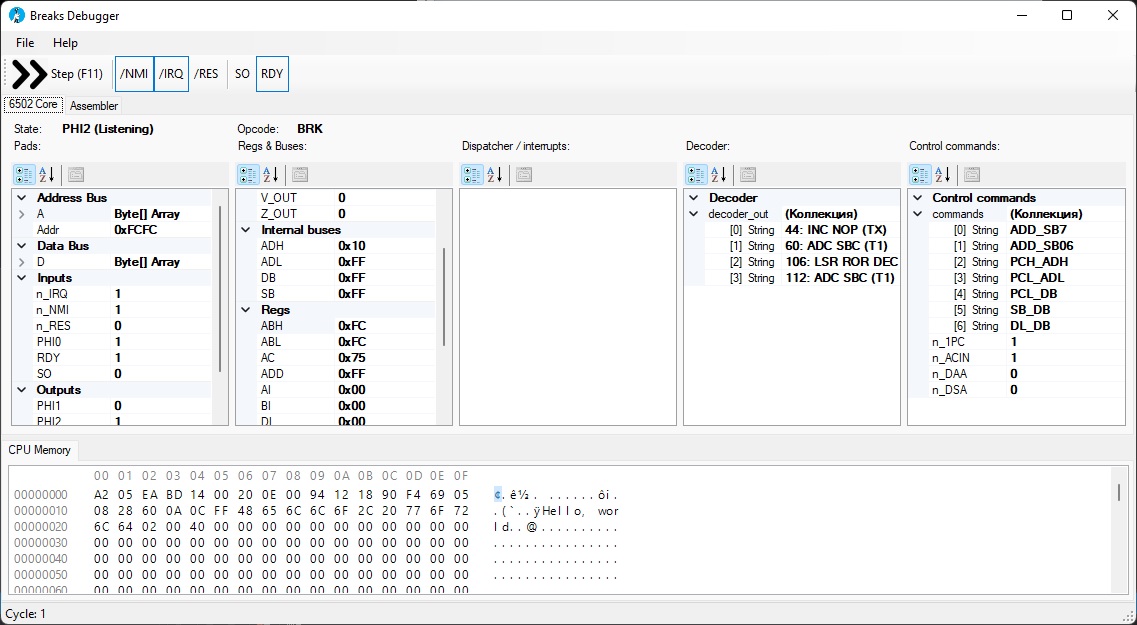 Breaks Debugger
File Help
Step (F11) /NMI /IRQ /RES SO RDY
6502 Core Assembler
State: PHI2 (Listening) Opcode: BRK
Pads: Regs & Buses: Dispatcher / interrupts: Decoder: Control commands:
Address Bus
A Byte[] Array
Addr 0xFCFC
Data Bus
D Byte[] Array
Inputs
n_IRQ 1
n_NMI 1
n_RES 0
PHI0 1
RDY 1
SO 0
Outputs
PHI1 0
PHI2 1
V_OUT 0
Z_OUT 0
Internal buses
ADH 0x10
ADL 0xFF
DB 0xFF
SB 0xFF
Regs
ABH 0xFC
ABL 0xFC
AC 0x75
ADD 0xFF
AI 0x00
BI 0x00
DL 0x00
Decoder
decoder_out (Коллекция)
[0] String 44: INC NOP (TX)
[1] String 60: ADC SBC (T1)
[2] String 106: LSR ROR DEC
[3] String 112: ADC SBC (T1)
Control commands
commands (Коллекция)
[0] String ADD_SB7
[1] String ADD_SB06
[2] String PCH_ADH
[3] String PCL_ADL
[4] String PCL_DB
[5] String SB_DB
[6] String DL_DB
n_1PC 1
n_ACIN 1
n_DAA 0
n_DSA 0
CPU Memory
00 01 02 03 04 05 06 07 08 09 0A 0B 0C 0D 0E 0F
00000000 A2 05 EA BD 14 00 20 0E 00 94 12 18 90 F4 69 05 ¢.ê½. ......ôi.
00000010 08 28 60 0A 0C FF 48 65 6C 6C 6F 2C 20 77 6F 72 .(`..ÿHello, wor
00000020 6C 64 02 00 40 00 00 00 00 00 00 00 00 00 00 00 ld..@...........
00000030 00 00 00 00 00 00 00 00 00 00 00 00 00 00 00 00 ................
00000040 00 00 00 00 00 00 00 00 00 00 00 00 00 00 00 00 ................
00000050 00 00 00 00 00 00 00 00 00 00 00 00 00 00 00 00 ................
00000060 00 00 00 00 00 00 00 00 00 00 00 00 00 00 00 00
Cycle: 1